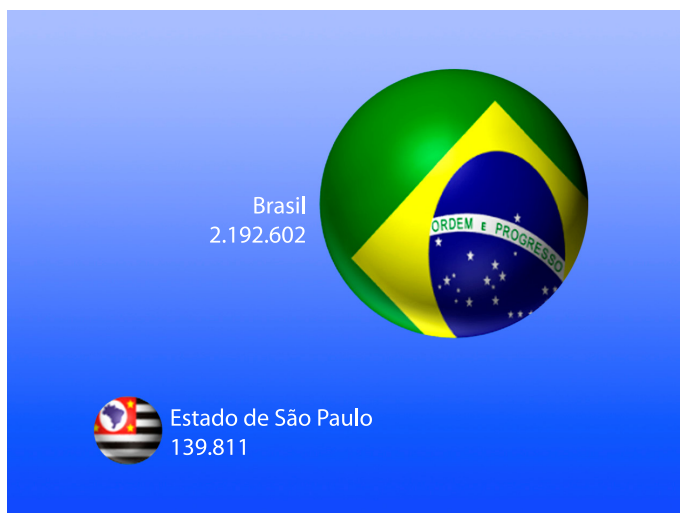 Brasil
2.192.602
ORDEM E PROGRESSO
Estado de São Paulo
139.811